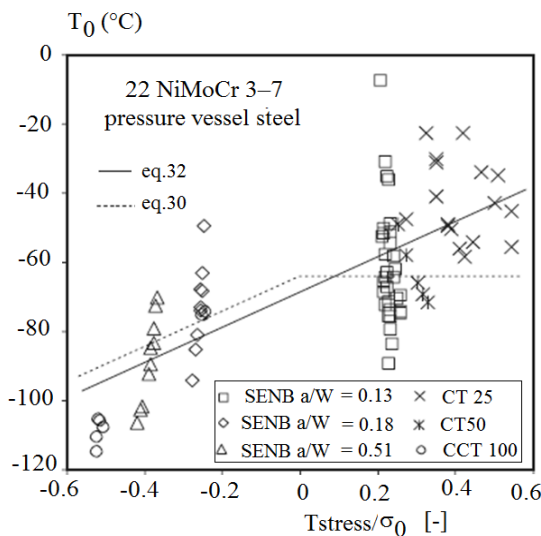 T0 (°C)
0
22 NiMoCr 3–7
pressure vessel steel
-20
eq.32
-40
eq.30
-60
-80
-100
SENB a/W = 0.13
CT 25
SENB a/W = 0.18
CT50
SENB a/W = 0.51
CCT 100
-120
-0.6
-0.4
-0.2
0
0.2
0.4
0.6
Tstress/σ0 [-]